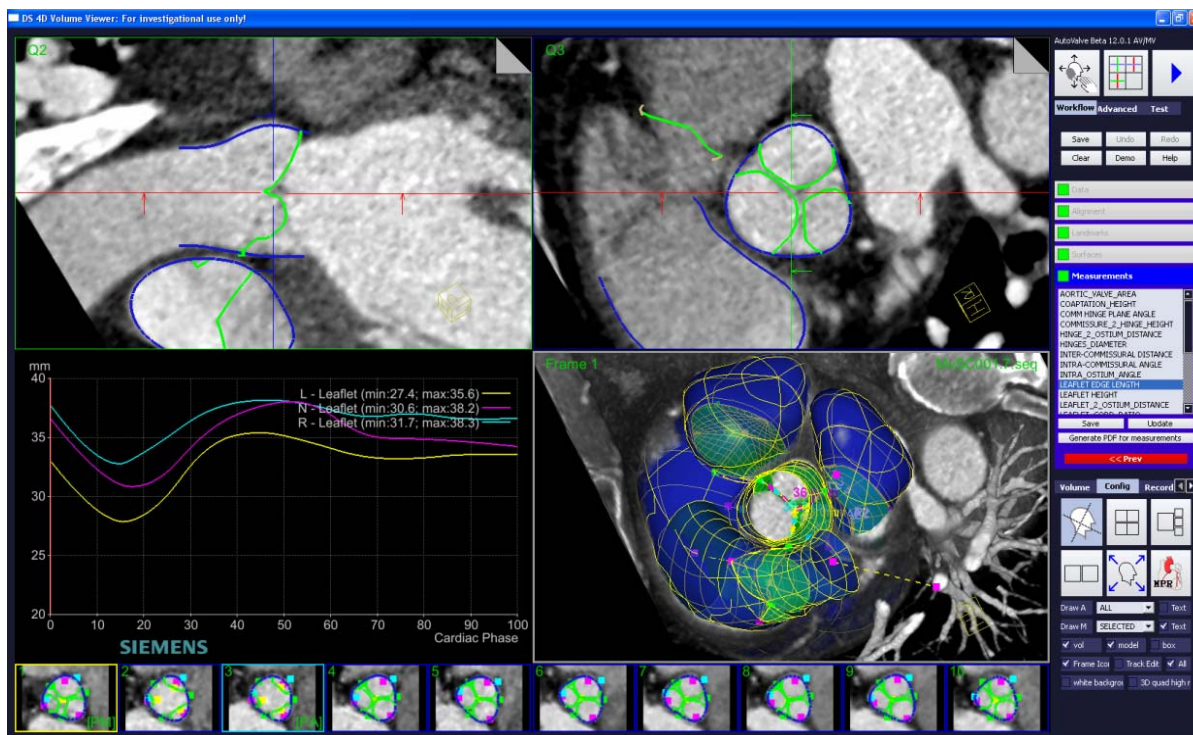 DS 4D Volume Viewer: For investigational use only!
Q2
Q3
AutoValve Beta 12.0.1 AV/MV
Workflow Advanced Test
Save Undo Redo
Clear Demo Help
Data
Alignment
Landmarks
Surfaces
Measurements
AORTIC_VALVE_AREA
COAPTATION_HEIGHT
COMM HINGE PLANE ANGLE
COMMISSURE_2_HINGE_HEIGHT
HINGE_2_OSTIUM_DISTANCE
HINGES_DIAMETER
INTER-COMMISSURAL DISTANCE
INTRA-COMMISSURAL ANGLE
INTRA_OSTIUM_ANGLE
LEAFLET EDGE LENGTH
LEAFLET HEIGHT
LEAFLET_2_OSTIUM_DISTANCE
Save Update
Generate PDF for measurements
<< Prev
mm
40
35
30
25
20
L - Leaflet (min:27.4; max:35.6)
N - Leaflet (min:30.6; max:38.2)
R - Leaflet (min:31.7; max:38.3)
0 10 20 30 40 50 60 70 80 90 100
Cardiac Phase
SIEMENS
Frame 1
36
Volume Config Record
MPR
Draw A ALL Text
Draw M SELECTED Text
vol model box
Frame Ico Track Edit All
white backgrou 3D quad high r
1 2 3 4 5 6 7 8 9 10